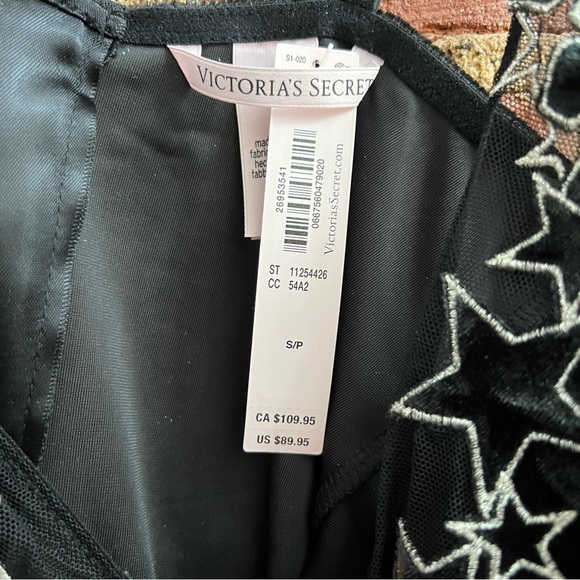 S1-020
VICTORIA'S SECRET
26953541
0667560479020
VictoriasSecret.com
ST 11254426
CC 54A2
S/P
CA $109.95
US $89.95